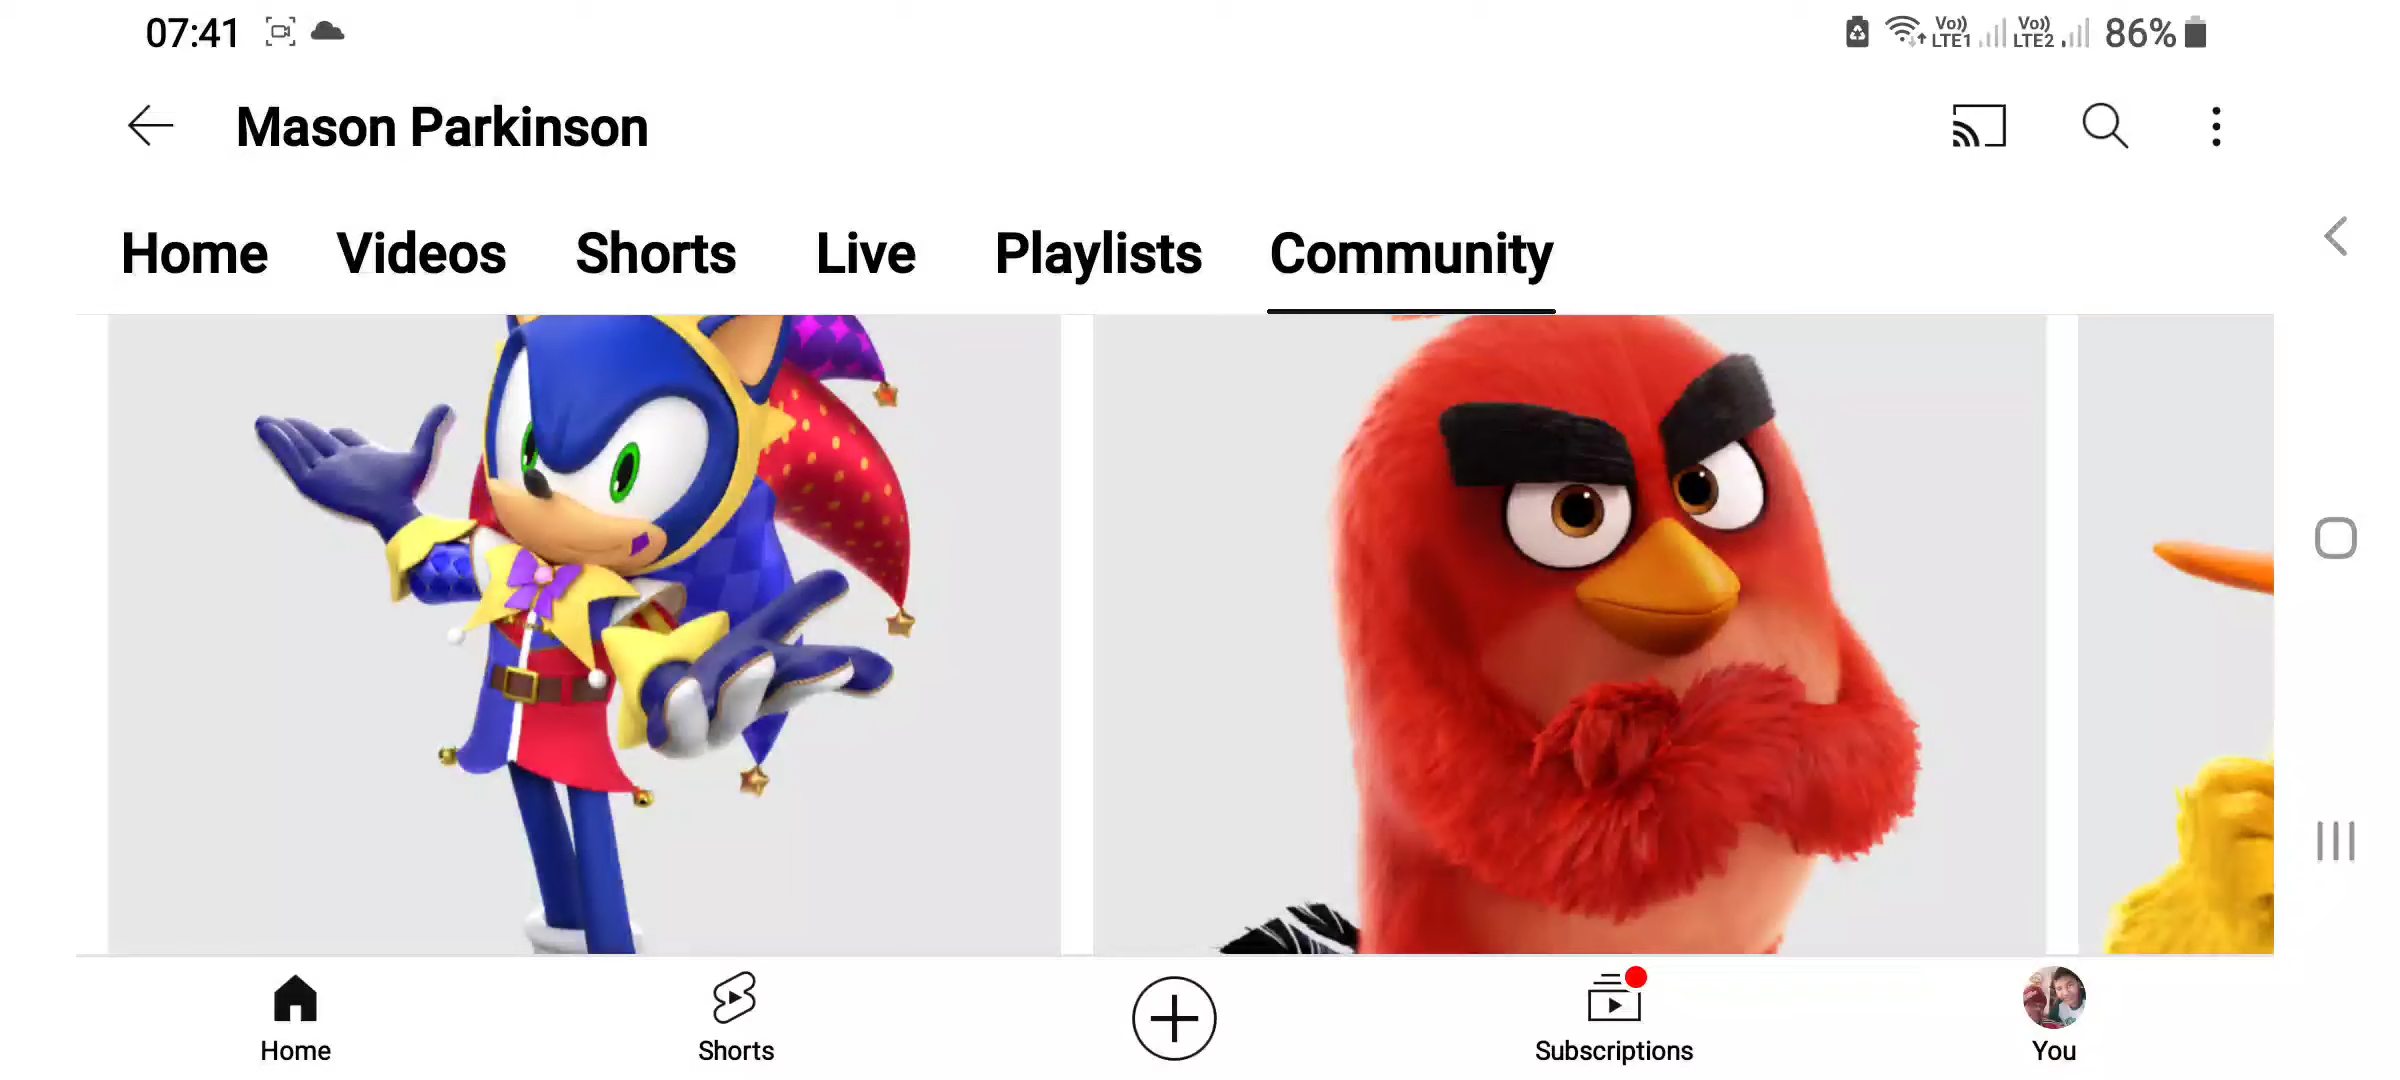 07:41
Vo)) LTE1 Vo)) LTE2 86%
Mason Parkinson
Home Videos Shorts Live Playlists Community
Home Shorts Subscriptions You